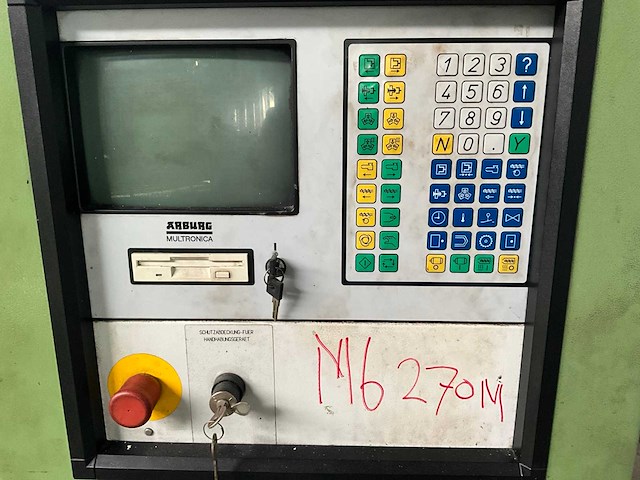 1 2 3 ?
4 5 6
7 8 9
N 0 . Y
ARBURG
MULTRONICA
SCHUTZABDECKUNG-FUER
HANDHABUNGSGERAET
M6 270M